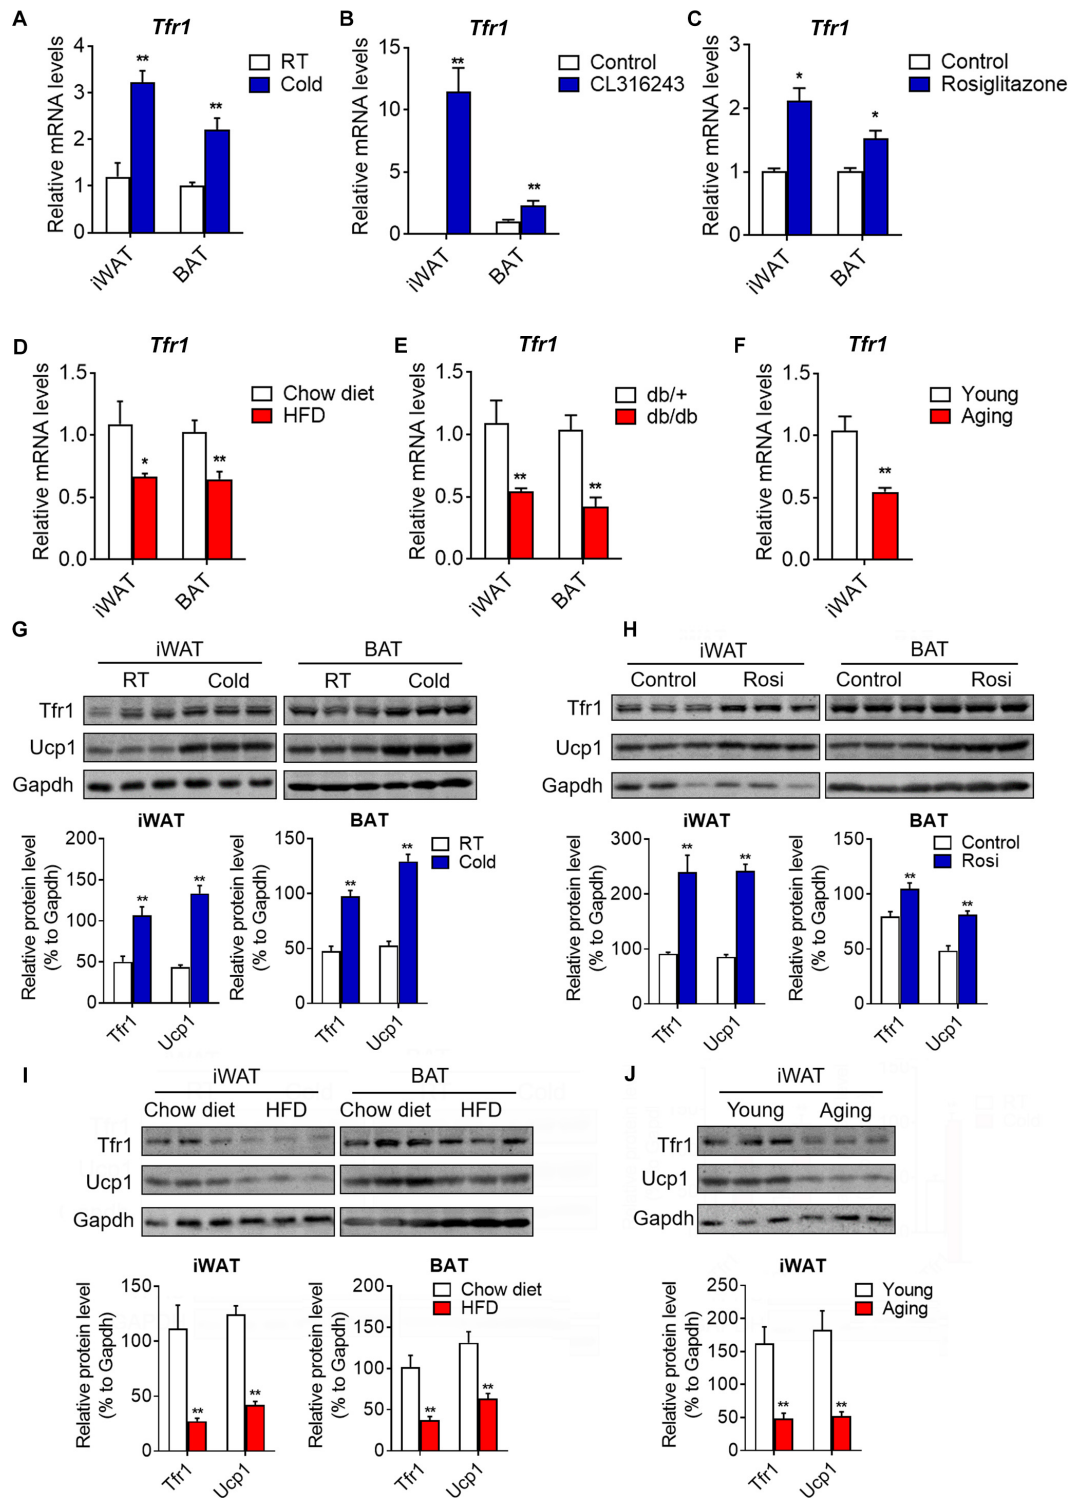 A
Tfr1
Relative mRNA levels
4
3
2
1
0
**
**
RT
Cold
iWAT
BAT
B
Tfr1
Relative mRNA levels
15
10
5
0
**
**
Control
CL316243
iWAT
BAT
C
Tfr1
Relative mRNA levels
3
2
1
0
*
*
Control
Rosiglitazone
iWAT
BAT
D
Tfr1
Relative mRNA levels
1.5
1.0
0.5
0.0
*
**
Chow diet
HFD
iWAT
BAT
E
Tfr1
Relative mRNA levels
1.5
1.0
0.5
0.0
**
**
db/+
db/db
iWAT
BAT
F
Tfr1
Relative mRNA levels
1.5
1.0
0.5
0.0
**
Young
Aging
iWAT
G
iWAT BAT
RT Cold RT Cold
Tfr1
Ucp1
Gapdh
iWAT
Relative protein level
(% to Gapdh)
200
150
100
50
0
**
**
Tfr1
Ucp1
BAT
Relative protein level
(% to Gapdh)
150
100
50
0
**
**
RT
Cold
Tfr1
Ucp1
H
iWAT BAT
Control Rosi Control Rosi
Tfr1
Ucp1
Gapdh
iWAT
Relative protein level
(% to Gapdh)
300
200
100
0
**
**
Tfr1
Ucp1
BAT
Relative protein level
(% to Gapdh)
150
100
50
0
**
**
Control
Rosi
Tfr1
Ucp1
I
iWAT BAT
Chow diet HFD Chow diet HFD
Tfr1
Ucp1
Gapdh
iWAT
Relative protein level
(% to Gapdh)
150
100
50
0
**
**
Tfr1
Ucp1
BAT
Relative protein level
(% to Gapdh)
200
150
100
50
0
**
**
Chow diet
HFD
Tfr1
Ucp1
J
iWAT
Young Aging
Tfr1
Ucp1
Gapdh
iWAT
Relative protein level
(% to Gapdh)
250
200
150
100
50
0
**
**
Young
Aging
Tfr1
Ucp1